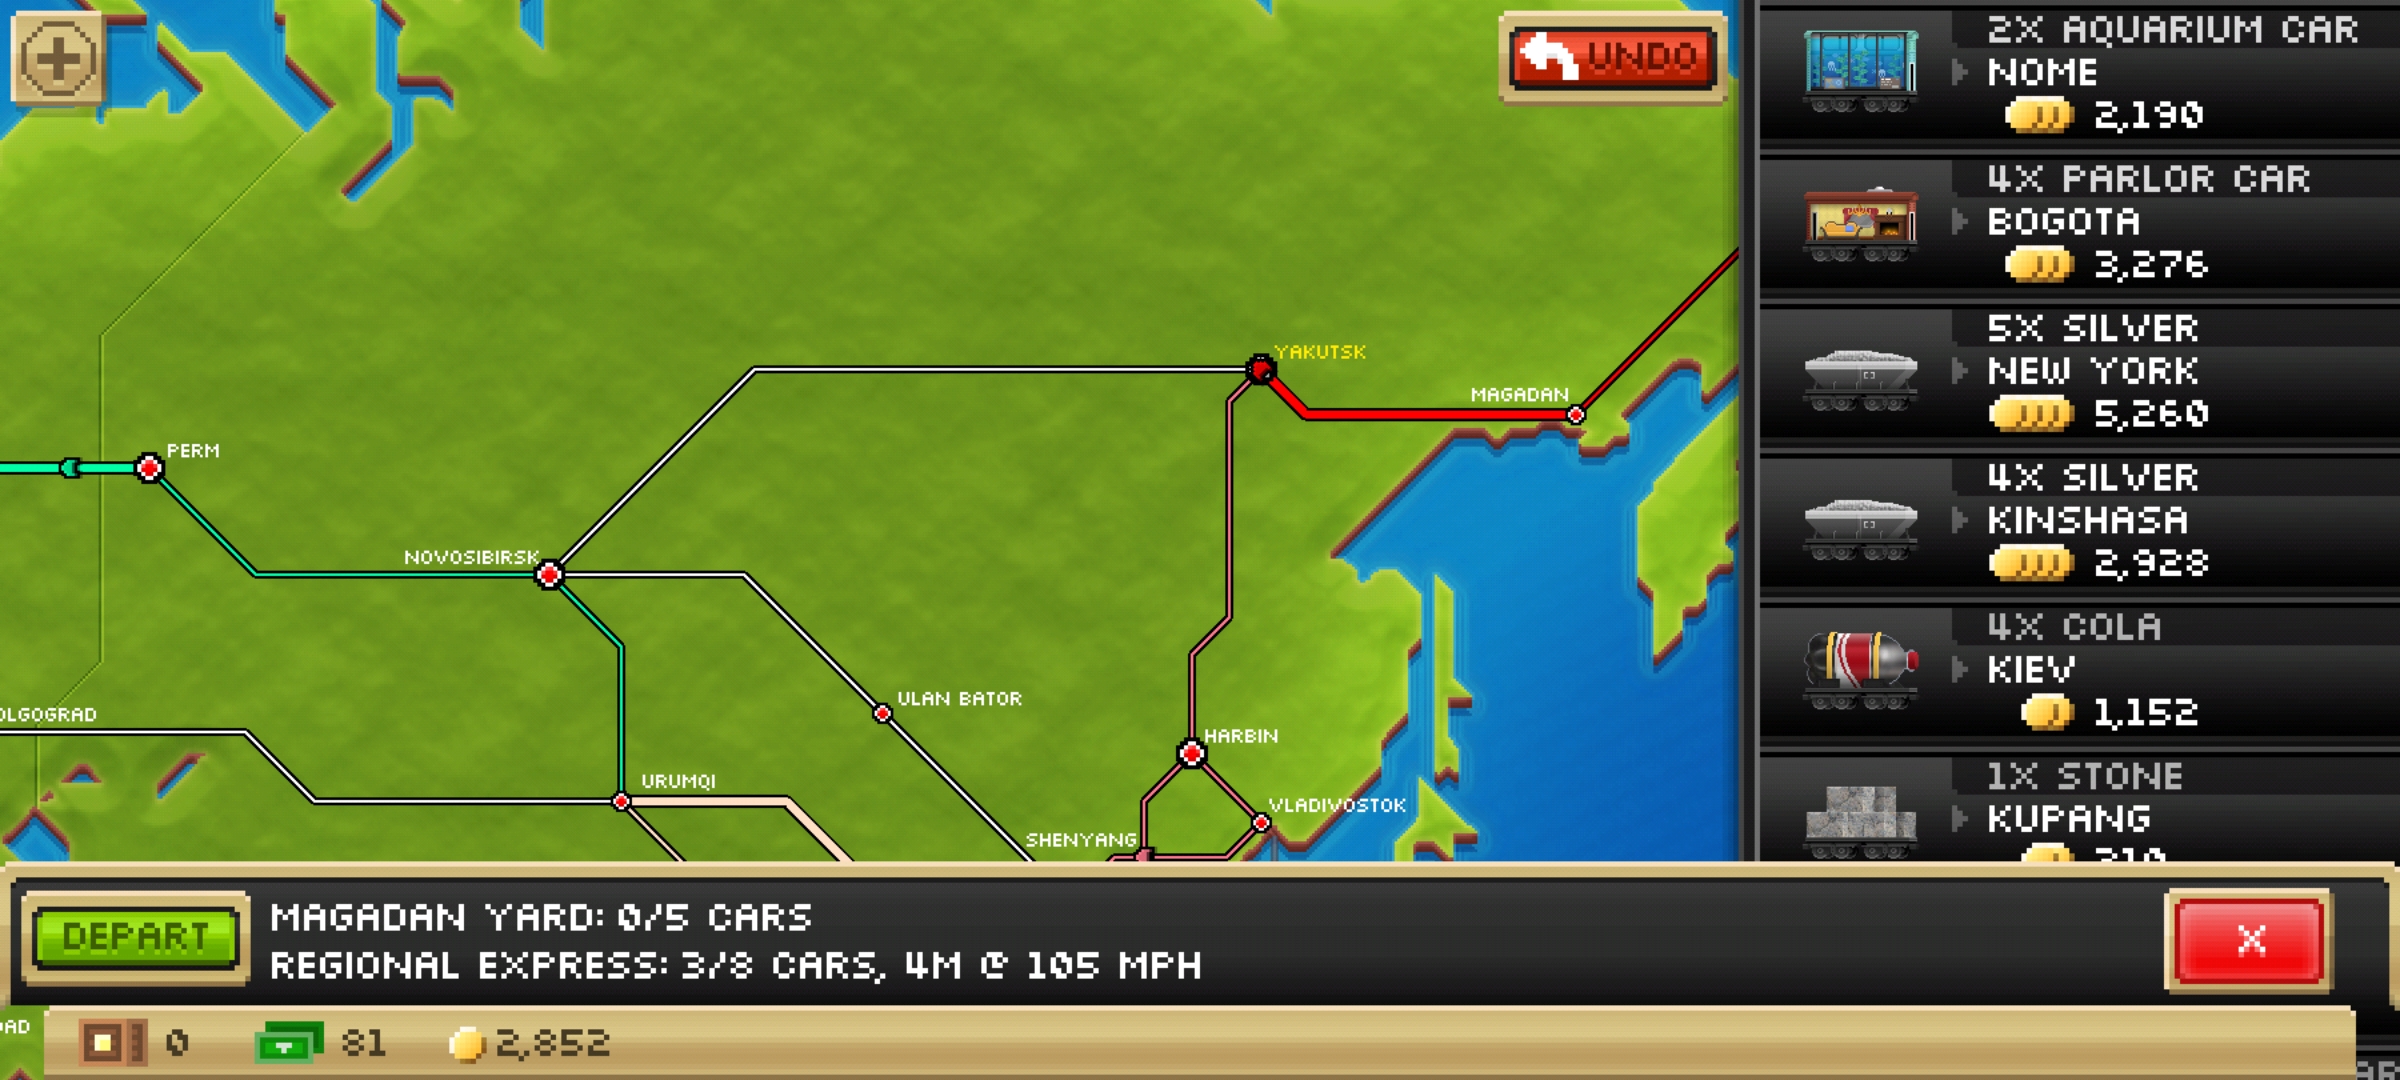 UNDO
YAKUTSK
MAGADAN
PERM
NOVOSIBIRSK
ULAN BATOR
OLGOGRAD
HARBIN
URUMQI
VLADIVOSTOK
SHENYANG
2X AQUARIUM CAR
NOME
2,190
4X PARLOR CAR
BOGOTA
3,276
5X SILVER
NEW YORK
5,260
4X SILVER
KINSHASA
2,928
4X COLA
KIEV
1,152
1X STONE
KUPANG
DEPART
MAGADAN YARD: 0/5 CARS
REGIONAL EXPRESS: 3/8 CARS, 4M @ 105 MPH
X
0
81
2,852